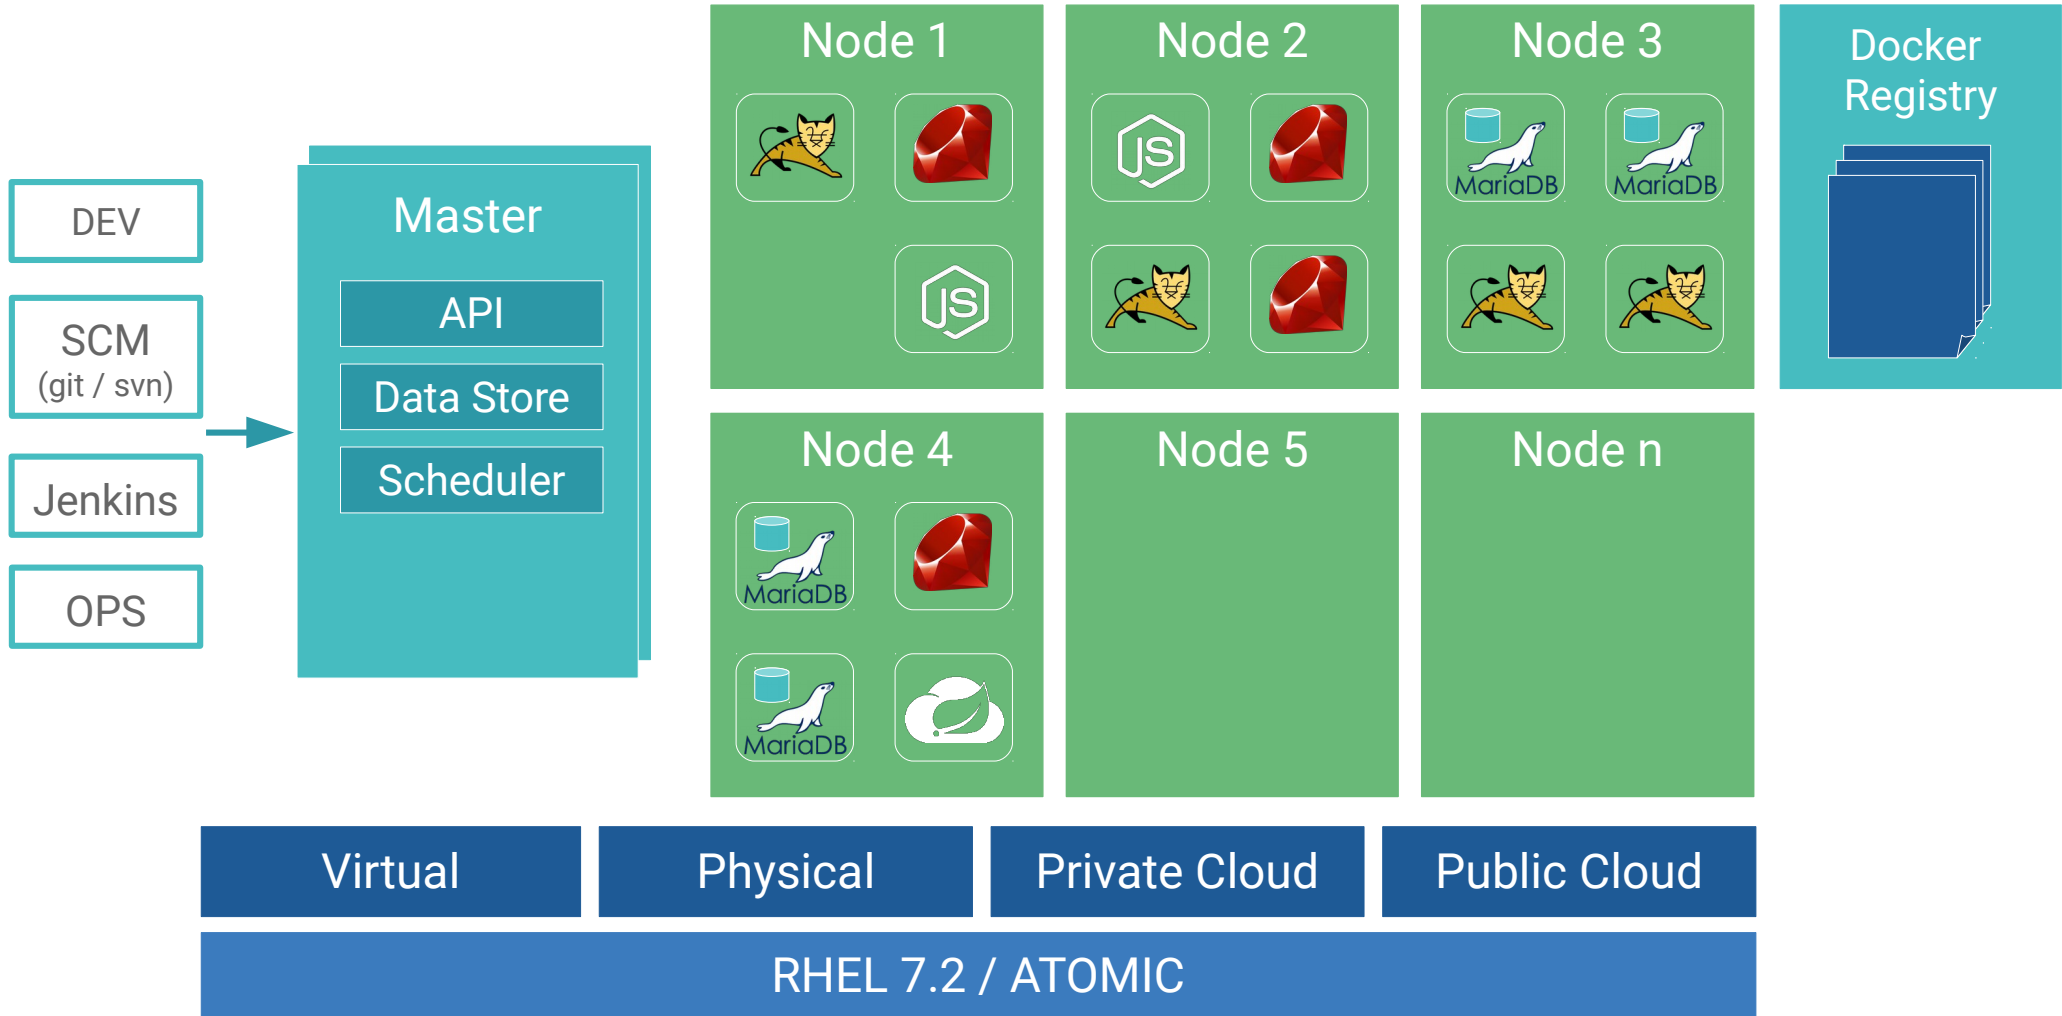 DEV
SCM
(git / svn)
Jenkins
OPS
Master
API
Data Store
Scheduler
Node 1
JS
Node 2
JS
Node 3
MariaDB
MariaDB
Docker
Registry
Node 4
MariaDB
MariaDB
Node 5
Node n
Virtual
Physical
Private Cloud
Public Cloud
RHEL 7.2 / ATOMIC